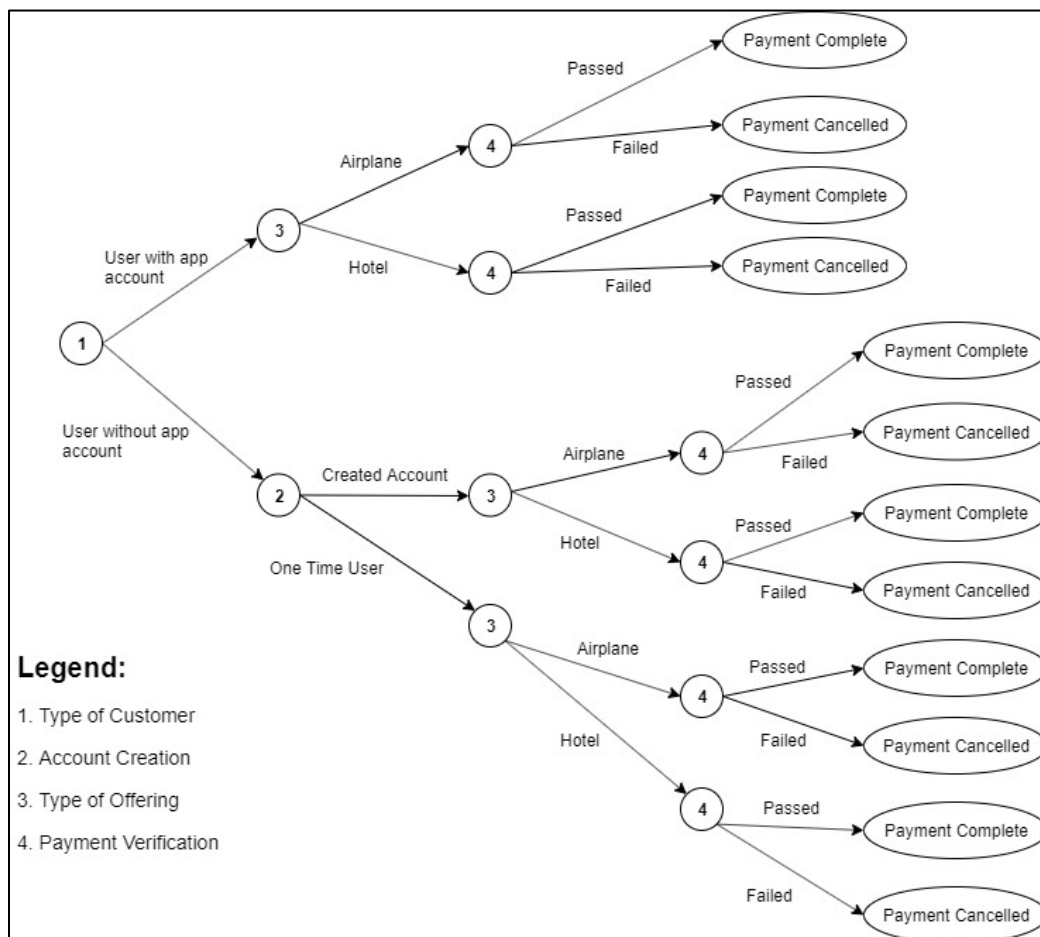 Payment Complete
Passed
Payment Cancelled
4
Failed
Airplane
Payment Complete
Passed
3
Hotel
4
Payment Cancelled
Failed
User with app
account
1
Payment Complete
Passed
User without app
account
Payment Cancelled
Airplane
4
Failed
Created Account
2
3
Payment Complete
Passed
Hotel
4
One Time User
Payment Cancelled
Failed
3
Airplane
Payment Complete
Passed
4
Hotel
Failed
Payment Cancelled
Passed
4
Payment Complete
Failed
Payment Cancelled
Legend:
1. Type of Customer
2. Account Creation
3. Type of Offering
4. Payment Verification